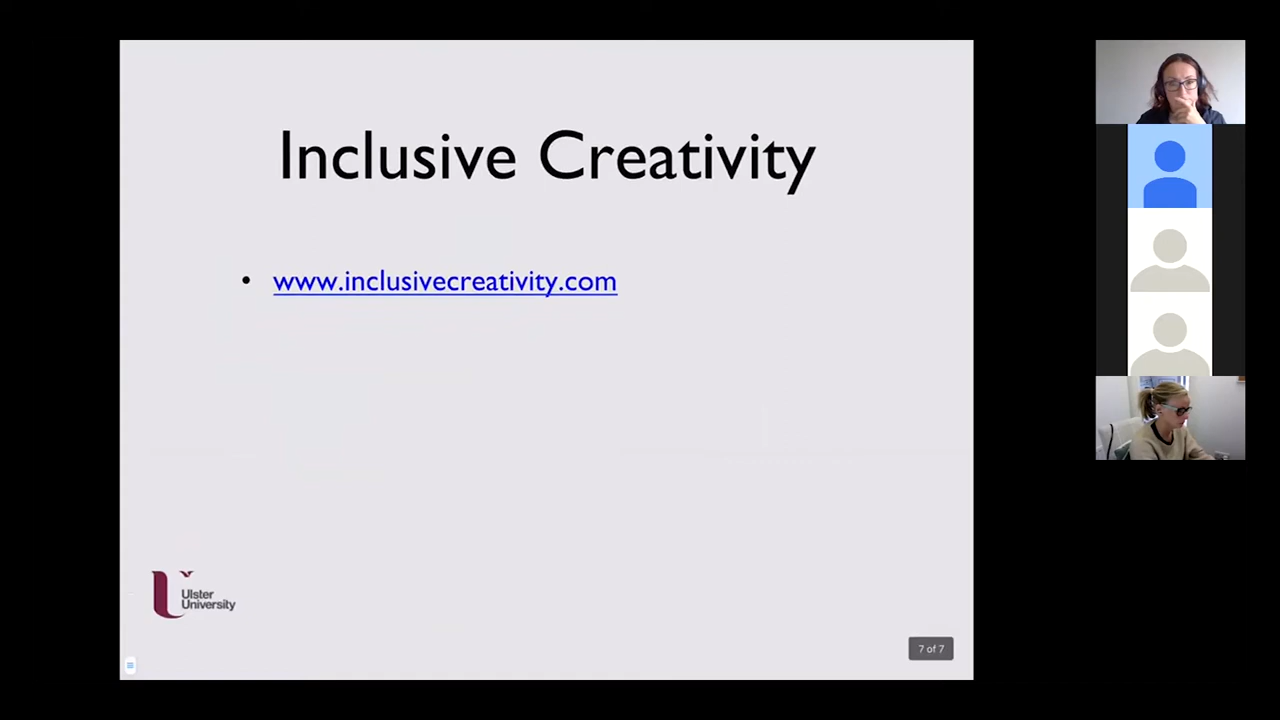 Inclusive Creativity
• www.inclusivecreativity.com
Ulster
University
7 of 7